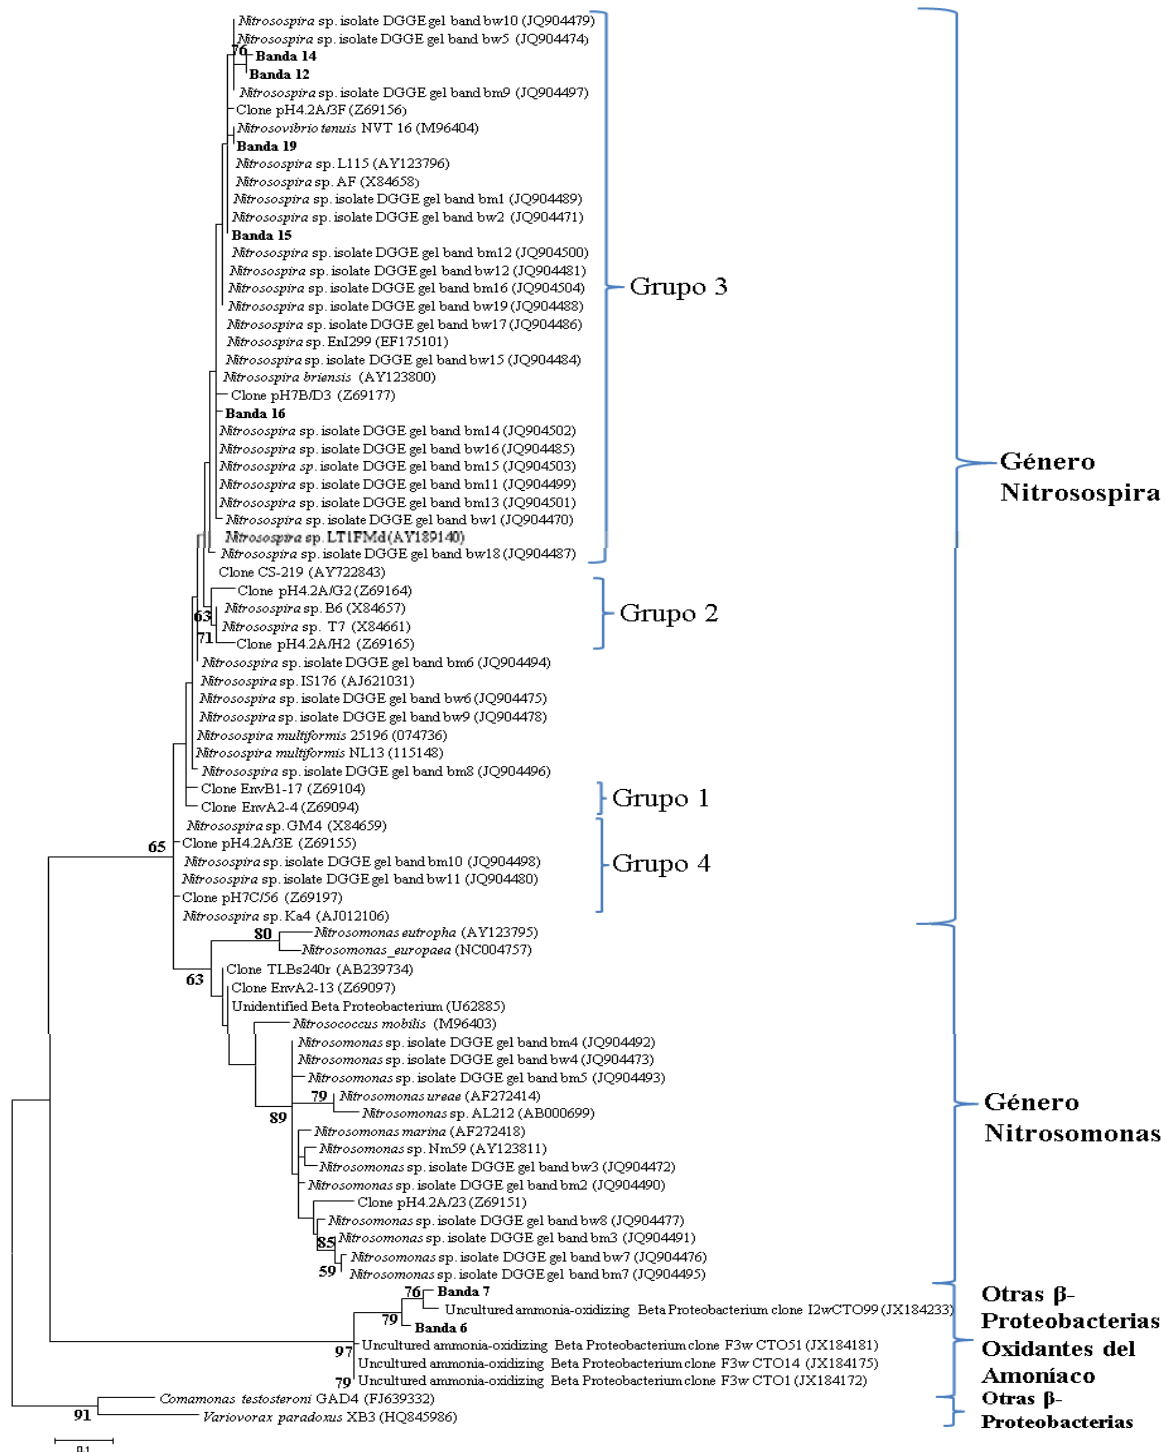 Nitrosospira sp. isolate DGGE gel band bw10 (JQ904479)
Nitrosospira sp. isolate DGGE gel band bw5 (JQ904474)
76
Banda 14
Banda 12
Nitrosospira sp. isolate DGGE gel band bm9 (JQ904497)
Clone pH4.2A/3F (Z69156)
Nitrosovibrio tenuis NVT 16 (M96404)
Banda 19
Nitrosospira sp. L115 (AY123796)
Nitrosospira sp. AF (X84658)
Nitrosospira sp. isolate DGGE gel band bm1 (JQ904489)
Nitrosospira sp. isolate DGGE gel band bw2 (JQ904471)
Banda 15
Nitrosospira sp. isolate DGGE gel band bm12 (JQ904500)
Nitrosospira sp. isolate DGGE gel band bw12 (JQ904481)
Nitrosospira sp. isolate DGGE gel band bm16 (JQ904504)
Grupo 3
Nitrosospira sp. isolate DGGE gel band bw19 (JQ904488)
Nitrosospira sp. isolate DGGE gel band bw17 (JQ904486)
Nitrosospira sp. EnI299 (EF175101)
Nitrosospira sp. isolate DGGE gel band bw15 (JQ904484)
Nitrosospira briensis (AY123800)
Clone pH7B/D3 (Z69177)
Banda 16
Nitrosospira sp. isolate DGGE gel band bm14 (JQ904502)
Nitrosospira sp. isolate DGGE gel band bw16 (JQ904485)
Nitrosospira sp. isolate DGGE gel band bm15 (JQ904503)
Género
Nitrosospira
Nitrosospira sp. isolate DGGE gel band bm11 (JQ904499)
Nitrosospira sp. isolate DGGE gel band bm13 (JQ904501)
Nitrosospira sp. isolate DGGE gel band bw1 (JQ904470)
Nitrosospira sp. LT1FMd (AY189140)
Nitrosospira sp. isolate DGGE gel band bw18 (JQ904487)
Clone CS-219 (AY722843)
Clone pH4.2A/G2 (Z69164)
63
Nitrosospira sp. B6 (X84657)
Grupo 2
Nitrosospira sp. T7 (X84661)
71
Clone pH4.2A/H2 (Z69165)
Nitrosospira sp. isolate DGGE gel band bm6 (JQ904494)
Nitrosospira sp. IS176 (AJ621031)
Nitrosospira sp. isolate DGGE gel band bw6 (JQ904475)
Nitrosospira sp. isolate DGGE gel band bw9 (JQ904478)
Nitrosospira multiformis 25196 (074736)
Nitrosospira multiformis NL13 (115148)
Nitrosospira sp. isolate DGGE gel band bm8 (JQ904496)
Clone EnvB1-17 (Z69104)
Grupo 1
Clone EnvA2-4 (Z69094)
Nitrosospira sp. GM4 (X84659)
65
Clone pH4.2A/3E (Z69155)
Nitrosospira sp. isolate DGGE gel band bm10 (JQ904498)
Grupo 4
Nitrosospira sp. isolate DGGE gel band bw11 (JQ904480)
Clone pH7C/56 (Z69197)
Nitrosospira sp. Ka4 (AJ012106)
80
Nitrosomonas eutropha (AY123795)
Nitrosomonas_europaea (NC004757)
63
Clone TLBs240r (AB239734)
Clone EnvA2-13 (Z69097)
Unidentified Beta Proteobacterium (U62885)
Nitrosococcus mobilis (M96403)
Nitrosomonas sp. isolate DGGE gel band bm4 (JQ904492)
Nitrosomonas sp. isolate DGGE gel band bw4 (JQ904473)
Nitrosomonas sp. isolate DGGE gel band bm5 (JQ904493)
79
Nitrosomonas ureae (AF272414)
89
Nitrosomonas sp. AL212 (AB000699)
Género
Nitrosomonas
Nitrosomonas marina (AF272418)
Nitrosomonas sp. Nm59 (AY123811)
Nitrosomonas sp. isolate DGGE gel band bw3 (JQ904472)
Nitrosomonas sp. isolate DGGE gel band bm2 (JQ904490)
Clone pH4.2A/23 (Z69151)
Nitrosomonas sp. isolate DGGE gel band bw8 (JQ904477)
85
Nitrosomonas sp. isolate DGGE gel band bm3 (JQ904491)
Nitrosomonas sp. isolate DGGE gel band bw7 (JQ904476)
59
Nitrosomonas sp. isolate DGGE gel band bm7 (JQ904495)
76
Banda 7
Uncultured ammonia-oxidizing Beta Proteobacterium clone I2wCTO99 (JX184233)
79
Banda 6
97
Uncultured ammonia-oxidizing Beta Proteobacterium clone F3w CTO51 (JX184181)
Uncultured ammonia-oxidizing Beta Proteobacterium clone F3w CTO14 (JX184175)
79
Uncultured ammonia-oxidizing Beta Proteobacterium clone F3w CTO1 (JX184172)
Otras β-
Proteobacterias
Oxidantes del
Amoníaco
Comamonas testosteroni GAD4 (FJ639332)
91
Variovorax paradoxus XB3 (HQ845986)
Otras β-
Proteobacterias
0.1